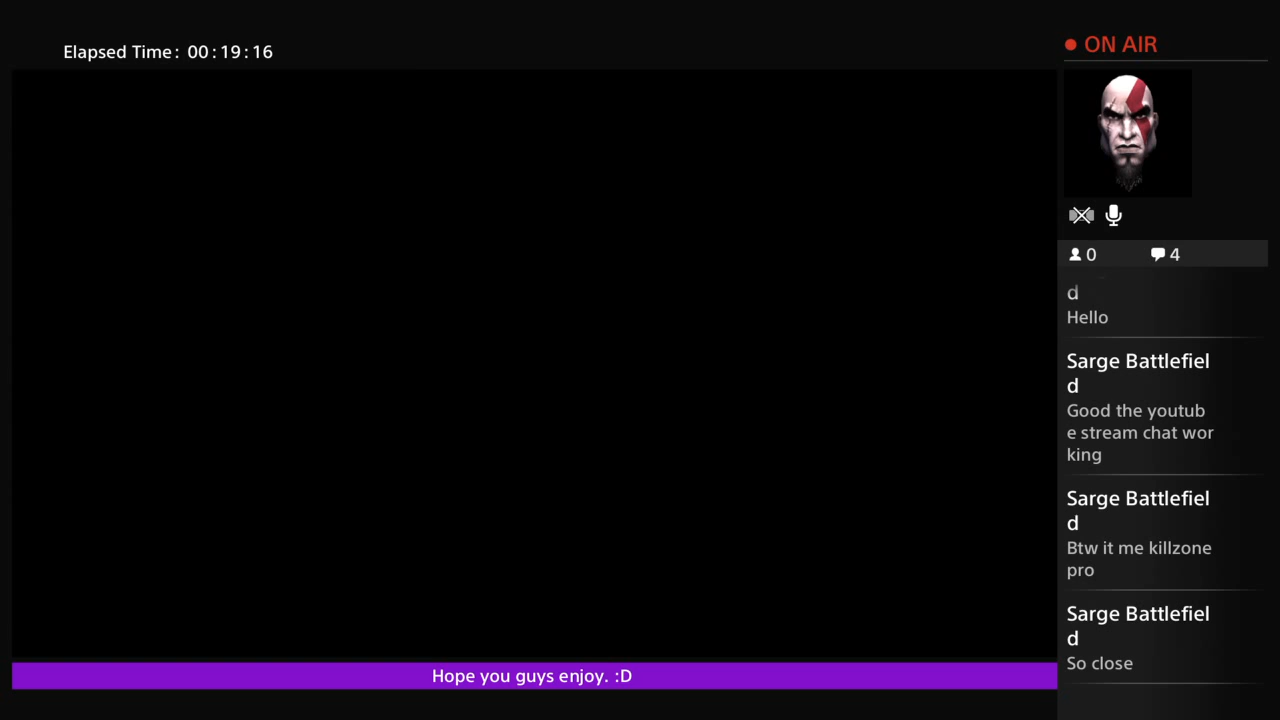 Elapsed Time: 00:19:16
ON AIR
0 4
d
Hello
Sarge Battlefiel
d
Good the youtub
e stream chat wor
king
Sarge Battlefiel
d
Btw it me killzone
pro
Sarge Battlefiel
d
So close
Hope you guys enjoy. :D